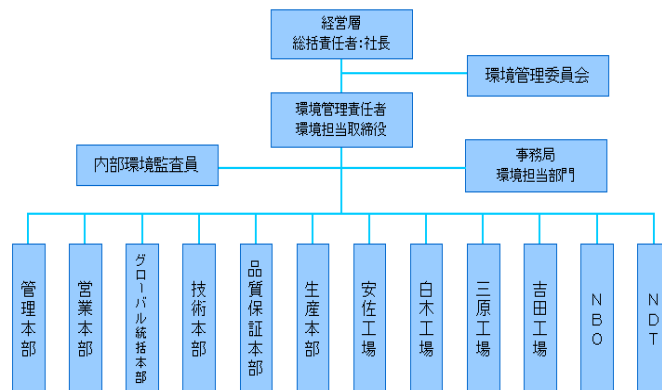 経営層
総括責任者:社長
環境管理委員会
環境管理責任者
環境担当取締役
内部環境監査員
事務局
環境担当部門
管理本部
営業本部
グローバル統括本部
技術本部
品質保証本部
生産本部
安佐工場
白木工場
三原工場
吉田工場
NBO
NDT